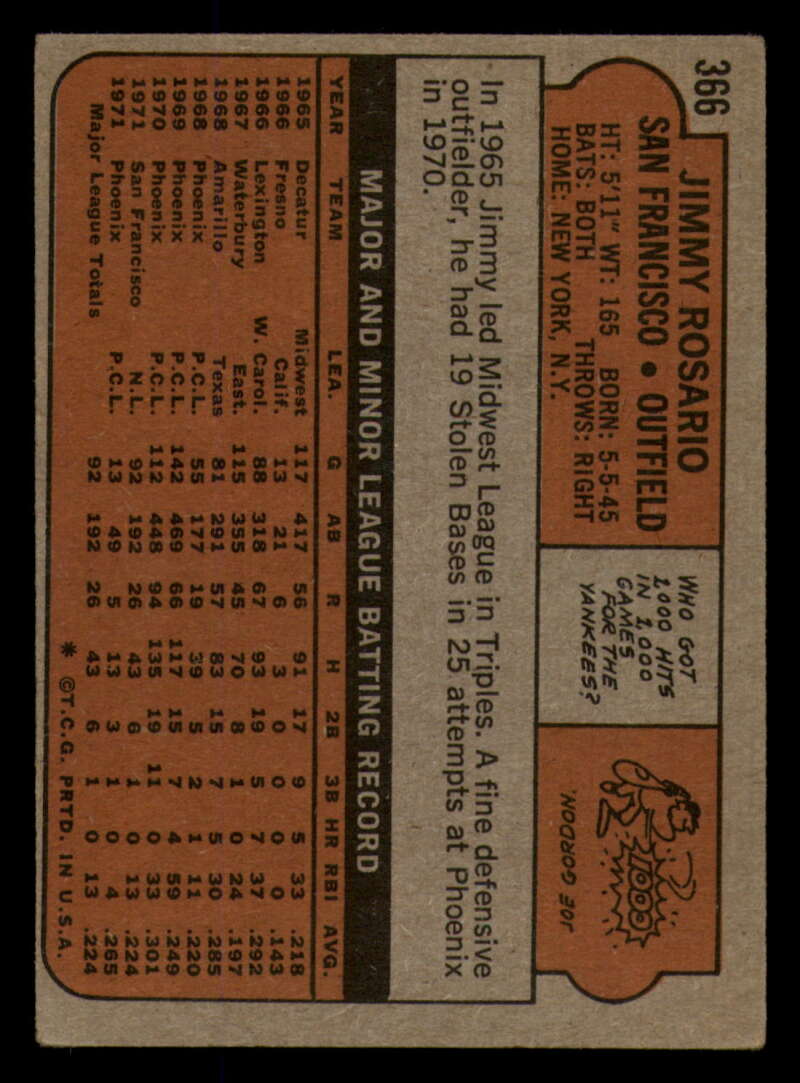 366
JIMMY ROSARIO
SAN FRANCISCO • OUTFIELD
HT: 5'11" WT: 165 BORN: 5-5-45
BATS: BOTH THROWS: RIGHT
HOME: NEW YORK, N.Y.
WHO GOT
1,000 HITS
IN 1,000
GAMES
FOR THE
YANKEES?
1000
JOE GORDON.
In 1965 Jimmy led Midwest League in Triples. A fine defensive
outfielder, he had 19 Stolen Bases in 25 attempts at Phoenix
in 1970.
MAJOR AND MINOR LEAGUE BATTING RECORD
YEAR TEAM LEA. G AB R H 2B 3B HR RBI AVG.
1965 Decatur Midwest 117 417 56 91 17 9 5 33 .218
1966 Fresno Calif. 13 21 6 3 0 0 0 0 .143
1966 Lexington W. Carol. 88 318 67 93 19 5 7 37 .292
1967 Waterbury East. 115 355 45 70 8 1 0 24 .197
1968 Amarillo Texas 81 291 57 83 15 7 5 30 .285
1968 Phoenix P.C.L. 55 177 19 39 5 2 1 11 .220
1969 Phoenix P.C.L. 142 469 66 117 15 7 4 59 .249
1970 Phoenix P.C.L. 112 448 94 135 19 11 0 33 .301
1971 San Francisco N.L. 92 192 26 43 6 1 0 13 .224
1971 Phoenix P.C.L. 13 49 5 13 3 1 0 4 .265
Major League Totals 92 192 26 43 6 1 0 13 .224
* ©T.C.G. PRTD. IN U.S.A.